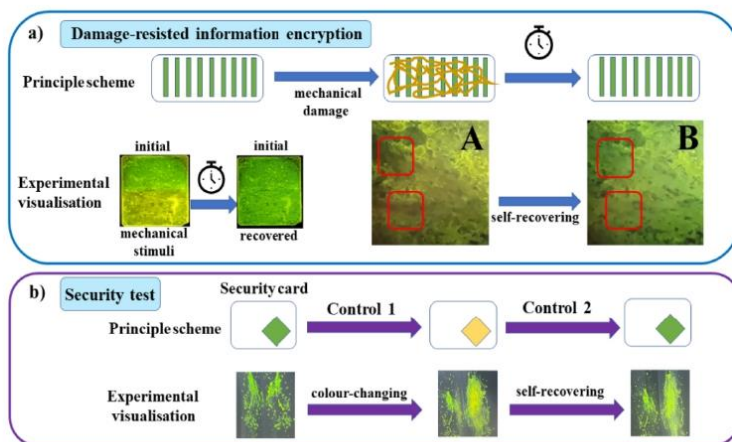 a)
Damage-resisted information encryption
Principle scheme
mechanical
damage
initial
initial
A
B
Experimental
visualisation
self-recovering
mechanical
stimuli
recovered
b)
Security test
Security card
Principle scheme
Control 1
Control 2
Experimental
visualisation
colour-changing
self-recovering